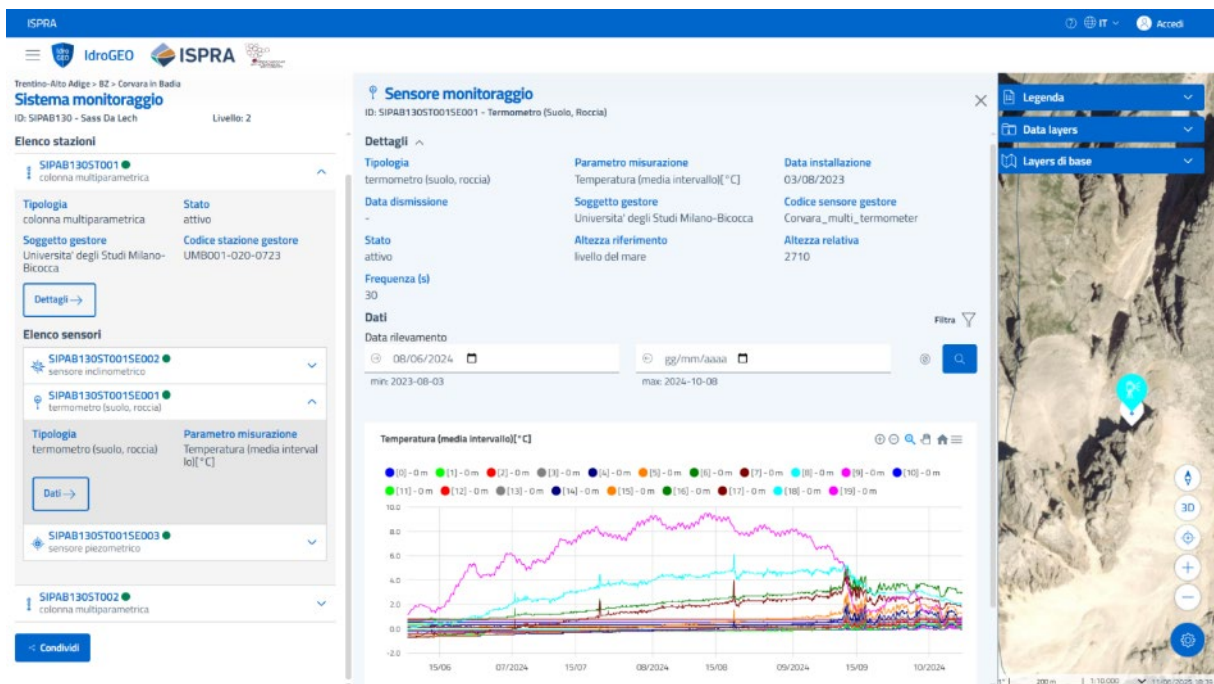 ISPRA
IT
Accedi
IdroGEO
ISPRA
Trentino-Alto Adige > BZ > Corvara in Badia
Sistema monitoraggio
ID: SIPAB130 - Sass Da Lech Livello: 2
Elenco stazioni
SIPAB130ST001
colonna multiparametrica
Tipologia Stato
colonna multiparametrica attivo
Soggetto gestore Codice stazione gestore
Universita' degli Studi Milano- UMB001-020-0723
Bicocca
Dettagli →
Elenco sensori
SIPAB130ST001SE002
sensore inclinometrico
SIPAB130ST001SE001
termometro (suolo, roccia)
Tipologia Parametro misurazione
termometro (suolo, roccia) Temperatura (media interval
lo)[°C]
Dati →
SIPAB130ST001SE003
sensore piezometrico
SIPAB130ST002
colonna multiparametrica
Condividi
Sensore monitoraggio
ID: SIPAB130ST001SE001 - Termometro (Suolo, Roccia)
Dettagli
Tipologia Parametro misurazione Data installazione
termometro (suolo, roccia) Temperatura (media intervallo)[°C] 03/08/2023
Data dismissione Soggetto gestore Codice sensore gestore
- Universita' degli Studi Milano-Bicocca Corvara_multi_termometer
Stato Altezza riferimento Altezza relativa
attivo livello del mare 2710
Frequenza (s)
30
Dati Filtra
Data rilevamento
08/06/2024 gg/mm/aaaa
min: 2023-08-03 max: 2024-10-08
Temperatura (media intervallo)[°C]
[0] - 0 m [1] - 0 m [2] - 0 m [3] - 0 m [4] - 0 m [5] - 0 m [6] - 0 m [7] - 0 m [8] - 0 m [9] - 0 m [10] - 0 m
[11] - 0 m [12] - 0 m [13] - 0 m [14] - 0 m [15] - 0 m [16] - 0 m [17] - 0 m [18] - 0 m [19] - 0 m
10.0
8.0
6.0
4.0
2.0
0.0
-2.0
15/06 07/2024 15/07 08/2024 15/08 09/2024 15/09 10/2024
Legenda
Data layers
Layers di base
3D
200 m 1:10.000 11/06/2025